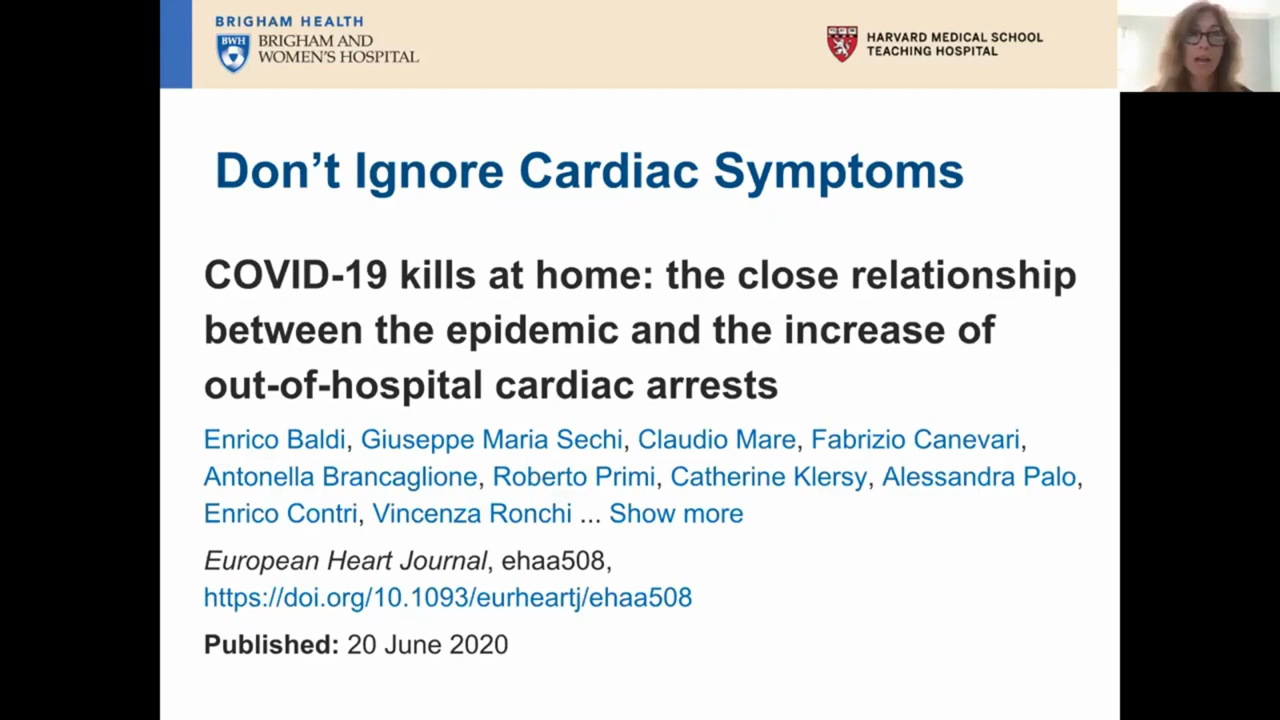 BRIGHAM HEALTH
BWH
BRIGHAM AND
WOMEN'S HOSPITAL
HARVARD MEDICAL SCHOOL
TEACHING HOSPITAL
Don't Ignore Cardiac Symptoms
COVID-19 kills at home: the close relationship
between the epidemic and the increase of
out-of-hospital cardiac arrests
Enrico Baldi, Giuseppe Maria Sechi, Claudio Mare, Fabrizio Canevari,
Antonella Brancaglione, Roberto Primi, Catherine Klersy, Alessandra Palo,
Enrico Contri, Vincenza Ronchi ... Show more
European Heart Journal, ehaa508,
https://doi.org/10.1093/eurheartj/ehaa508
Published: 20 June 2020